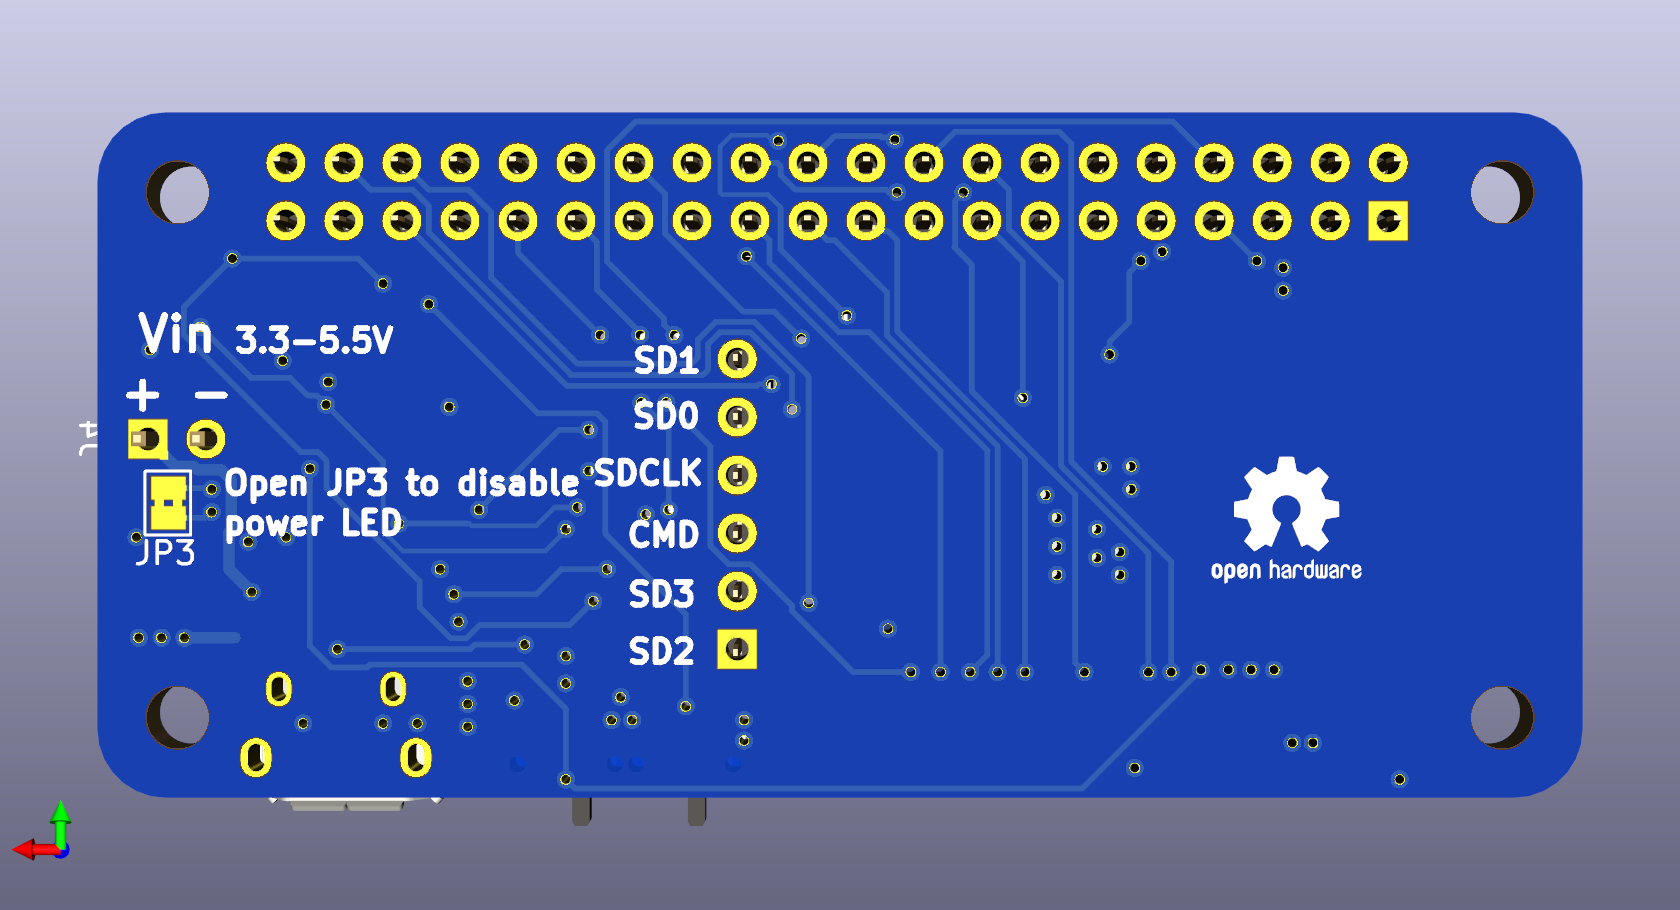 Vin 3.3-5.5V
+ -
J4
Open JP3 to disable
power LED
JP3
SD1
SD0
SDCLK
CMD
SD3
SD2
open hardware